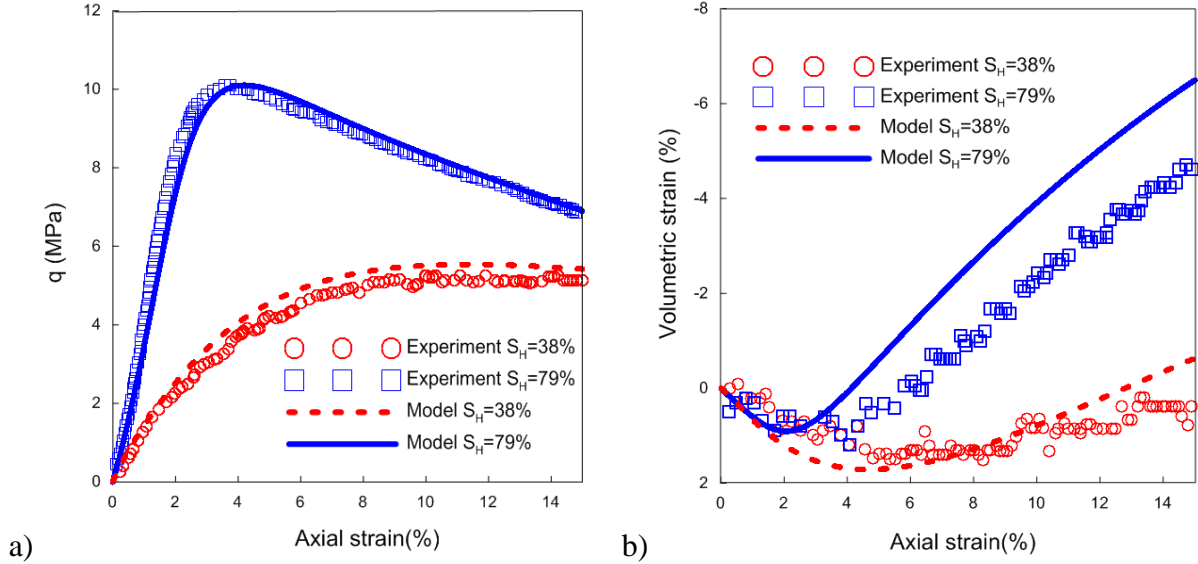 12
10
8
6
4
2
0
q (MPa)
Experiment S_H=38%
Experiment S_H=79%
Model S_H=38%
Model S_H=79%
0 2 4 6 8 10 12 14
Axial strain(%)
a)
-8
-6
-4
-2
0
2
Volumetric strain (%)
Experiment S_H=38%
Experiment S_H=79%
Model S_H=38%
Model S_H=79%
0 2 4 6 8 10 12 14
Axial strain(%)
b)